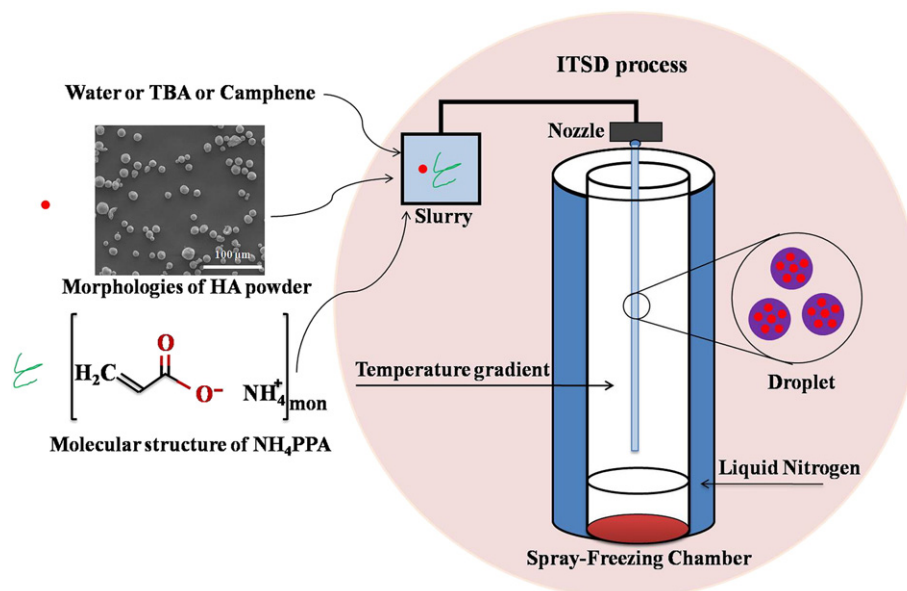 ITSD process
Water or TBA or Camphene
Nozzle
Slurry
100 μm
Morphologies of HA powder
H₂C
O
O⁻
NH₄⁺
mon
Molecular structure of NH₄PPA
Temperature gradient
Droplet
Liquid Nitrogen
Spray-Freezing Chamber